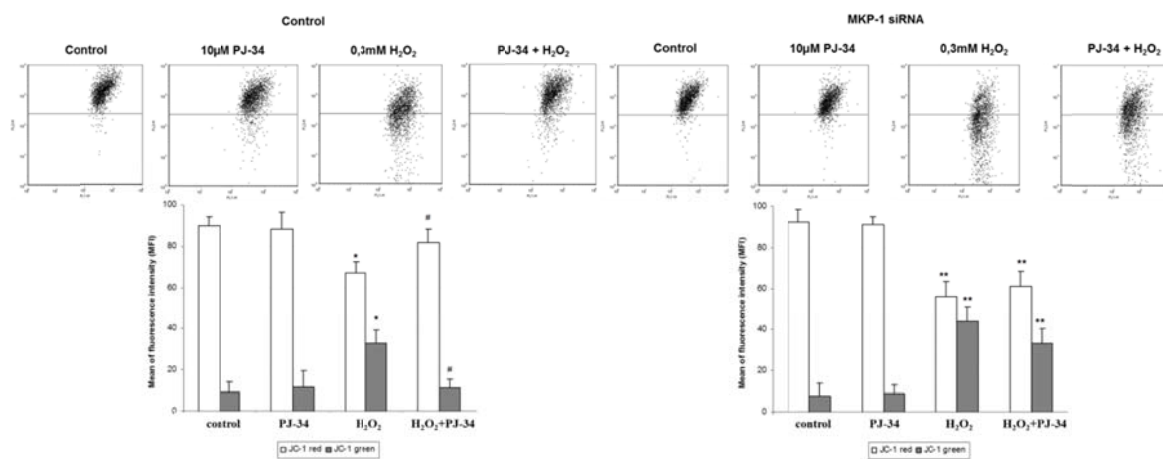 Control
MKP-1 siRNA
Control
10µM PJ-34
0,3mM H₂O₂
PJ-34 + H₂O₂
Control
10µM PJ-34
0,3mM H₂O₂
PJ-34 + H₂O₂
Mean of fluorescence intensity (MFI)
100
80
60
40
20
0
*
*
#
#
control
PJ-34
H₂O₂
H₂O₂+PJ-34
JC-1 red
JC-1 green
Mean of fluorescence intensity (MFI)
100
80
60
40
20
0
**
**
**
**
control
PJ-34
H₂O₂
H₂O₂+PJ-34
JC-1 red
JC-1 green